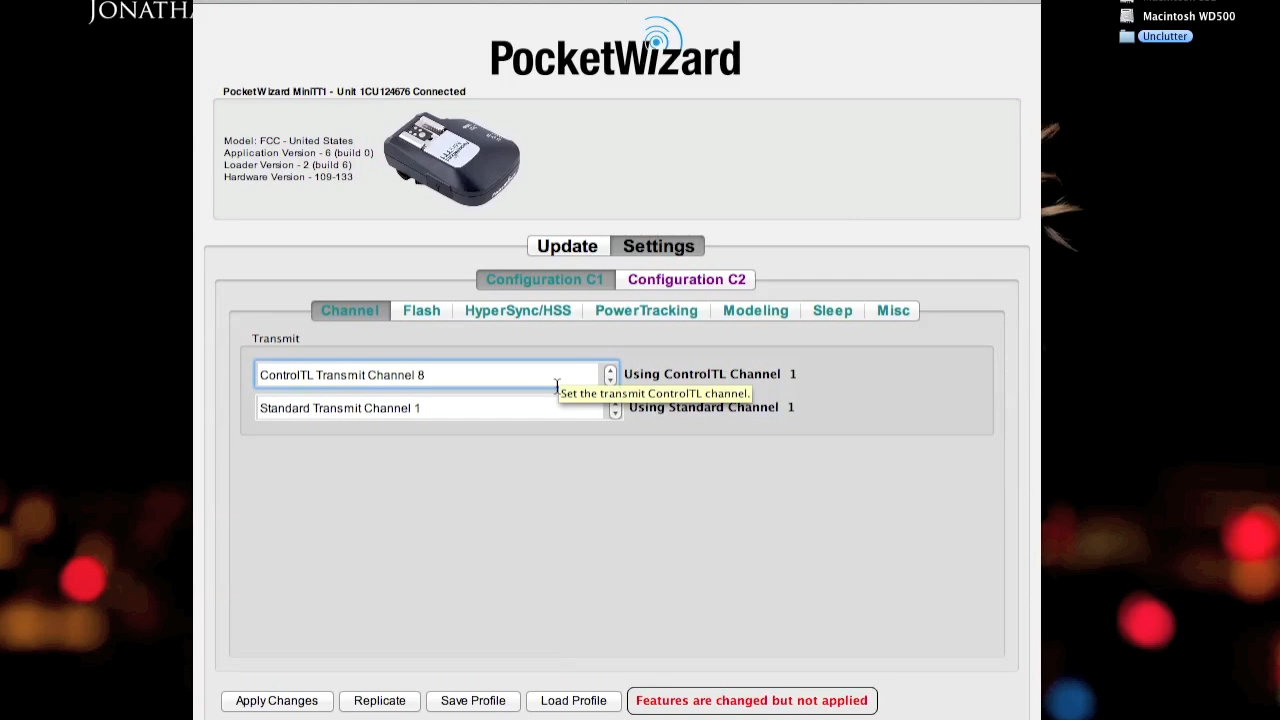 JONATHA
Macintosh WD500
Unclutter
PocketWizard
PocketWizard MiniTT1 - Unit 1CU124676 Connected
Model: FCC - United States
Application Version - 6 (build 0)
Loader Version - 2 (build 6)
Hardware Version - 109-133
Update Settings
Configuration C1 Configuration C2
Channel Flash HyperSync/HSS PowerTracking Modeling Sleep Misc
Transmit
ControlTL Transmit Channel 8 Using ControlTL Channel 1
Set the transmit ControlTL channel.
Standard Transmit Channel 1 Using Standard Channel 1
Apply Changes Replicate Save Profile Load Profile Features are changed but not applied